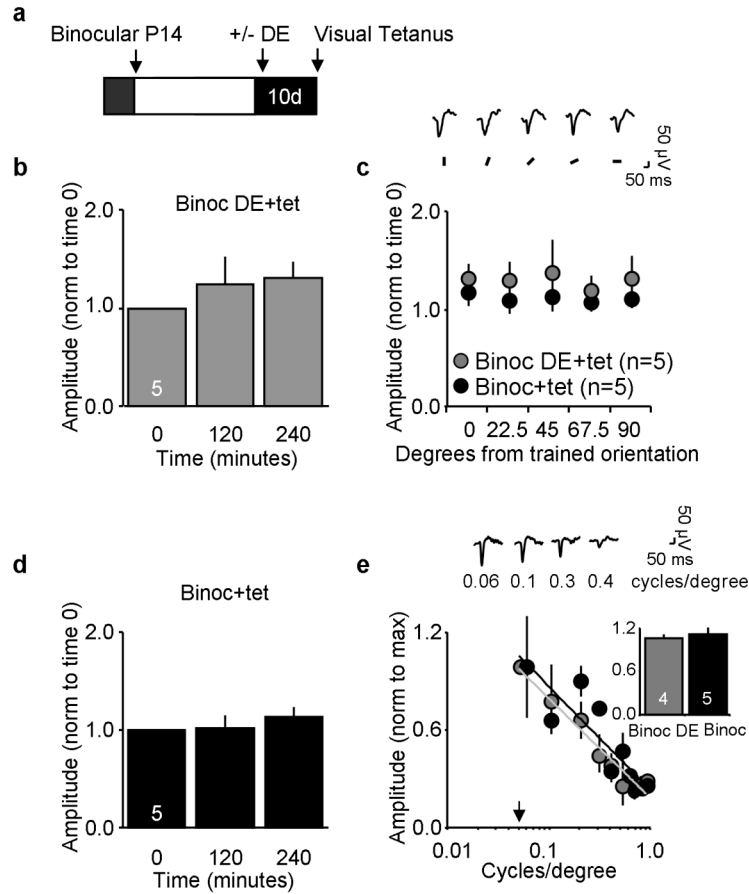 a
Binocular P14
+/- DE
Visual Tetanus
10d
b
Binoc DE+tet
Amplitude (norm to time 0)
2.0
1.0
0.0
5
0 120 240
Time (minutes)
c
50 µV
50 ms
Amplitude (norm to time 0)
2.0
1.0
0.0
Binoc DE+tet (n=5)
Binoc+tet (n=5)
0 22.5 45 67.5 90
Degrees from trained orientation
d
Binoc+tet
Amplitude (norm to time 0)
2.0
1.0
0.0
5
0 120 240
Time (minutes)
e
50 µV
50 ms
0.06 0.1 0.3 0.4 cycles/degree
Amplitude (norm to max)
1.2
0.6
0.0
1.2
0.6
0.0
4 5
Binoc DE Binoc
0.01 0.1 1.0
Cycles/degree